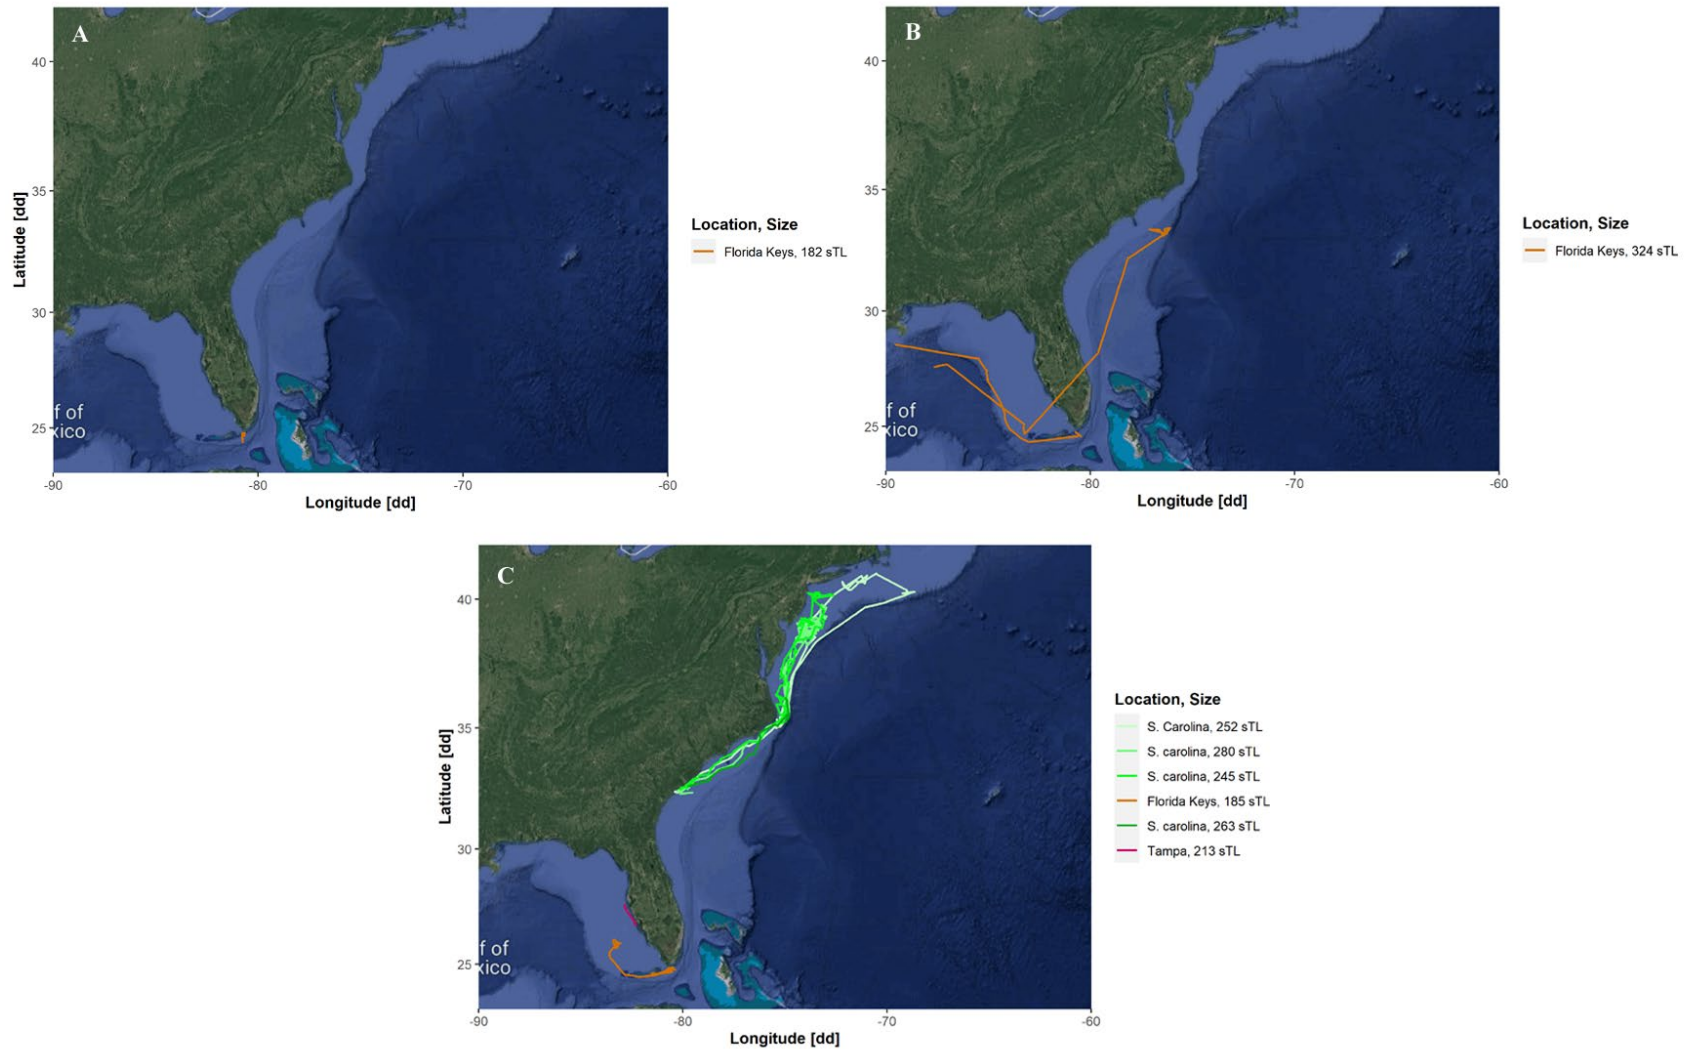 A
40
35
30
25
Latitude [dd]
f of
xico
-90
-80
-70
-60
Longitude [dd]
Location, Size
Florida Keys, 182 sTL
B
40
35
30
25
f of
xico
-90
-80
-70
-60
Longitude [dd]
Location, Size
Florida Keys, 324 sTL
C
40
35
30
25
Latitude [dd]
f of
xico
-90
-80
-70
-60
Longitude [dd]
Location, Size
S. Carolina, 252 sTL
S. carolina, 280 sTL
S. carolina, 245 sTL
Florida Keys, 185 sTL
S. carolina, 263 sTL
Tampa, 213 sTL